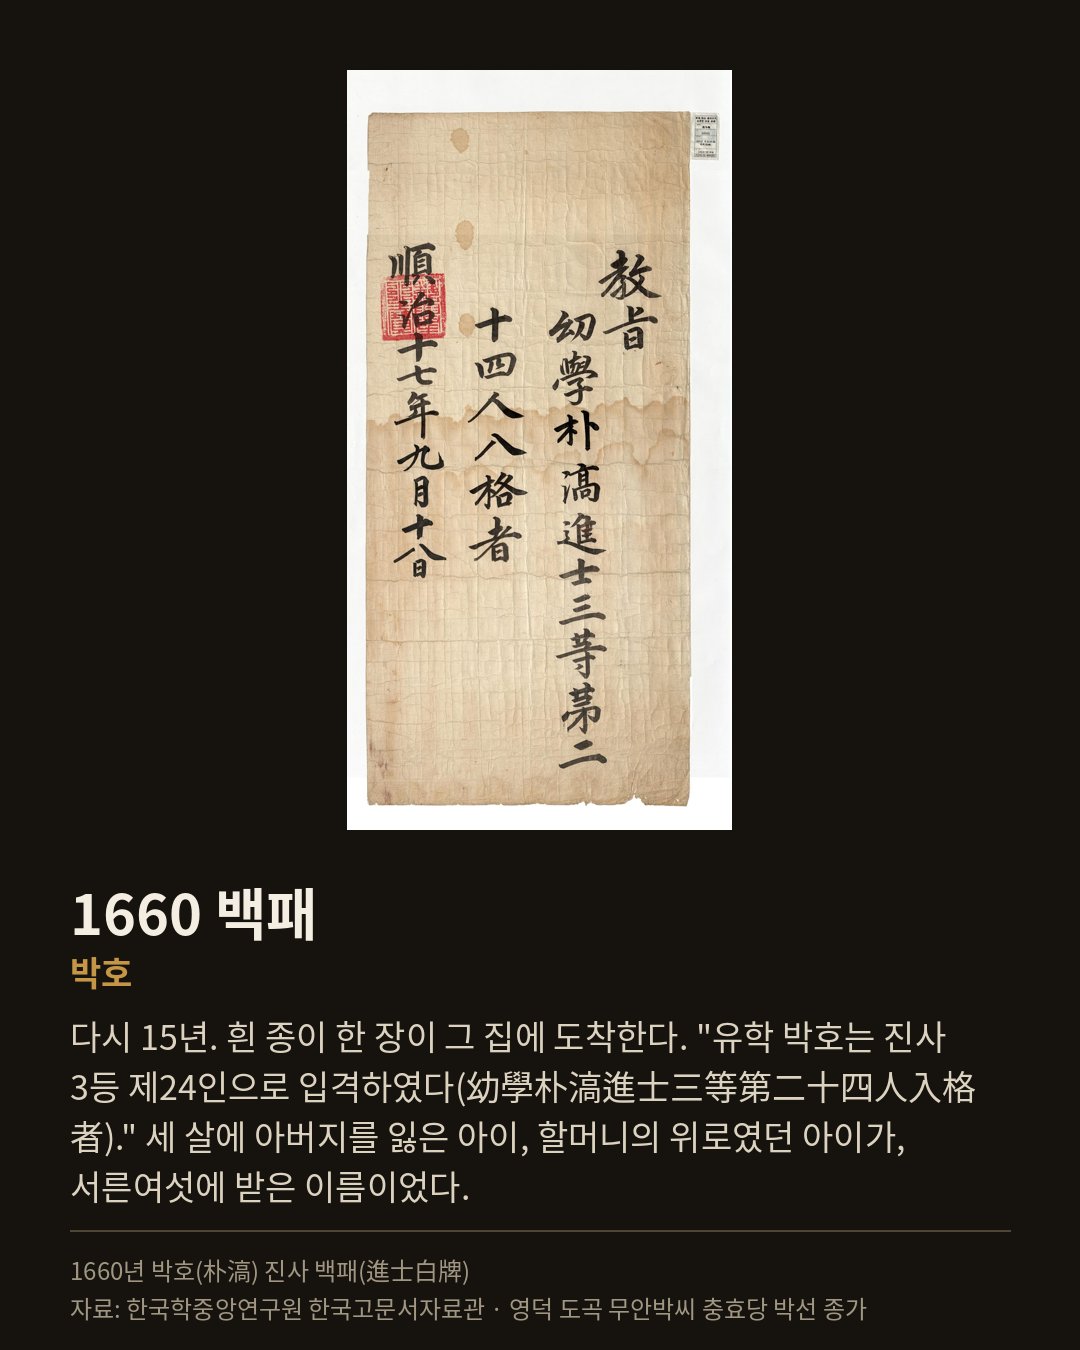 教旨
幼學朴滈進士三等第二
十四人入格者
順治十七年九月十八日
1660 백패
박호
다시 15년. 흰 종이 한 장이 그 집에 도착한다. "유학 박호는 진사
3등 제24인으로 입격하였다(幼學朴滈進士三等第二十四人入格
者)." 세 살에 아버지를 잃은 아이, 할머니의 위로였던 아이가,
서른여섯에 받은 이름이었다.
1660년 박호(朴滈) 진사 백패(進士白牌)
자료: 한국학중앙연구원 한국고문서자료관 · 영덕 도곡 무안박씨 충효당 박선 종가